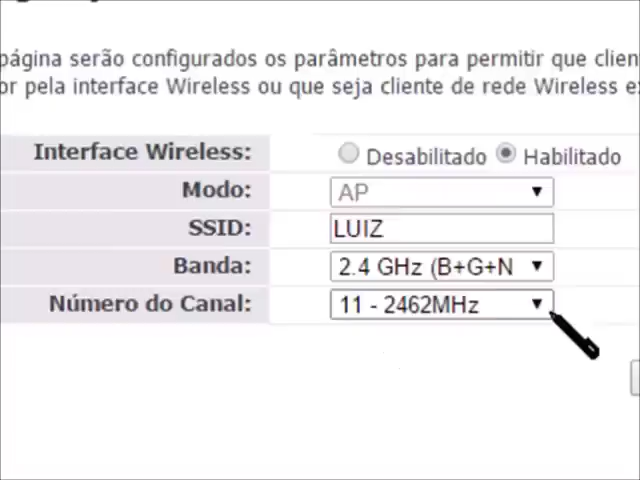 página serão configurados os parâmetros para permitir que clien
or pela interface Wireless ou que seja cliente de rede Wireless
Interface Wireless: Desabilitado Habilitado
Modo: AP
SSID: LUIZ
Banda: 2.4 GHz (B+G+N
Número do Canal: 11 - 2462MHz